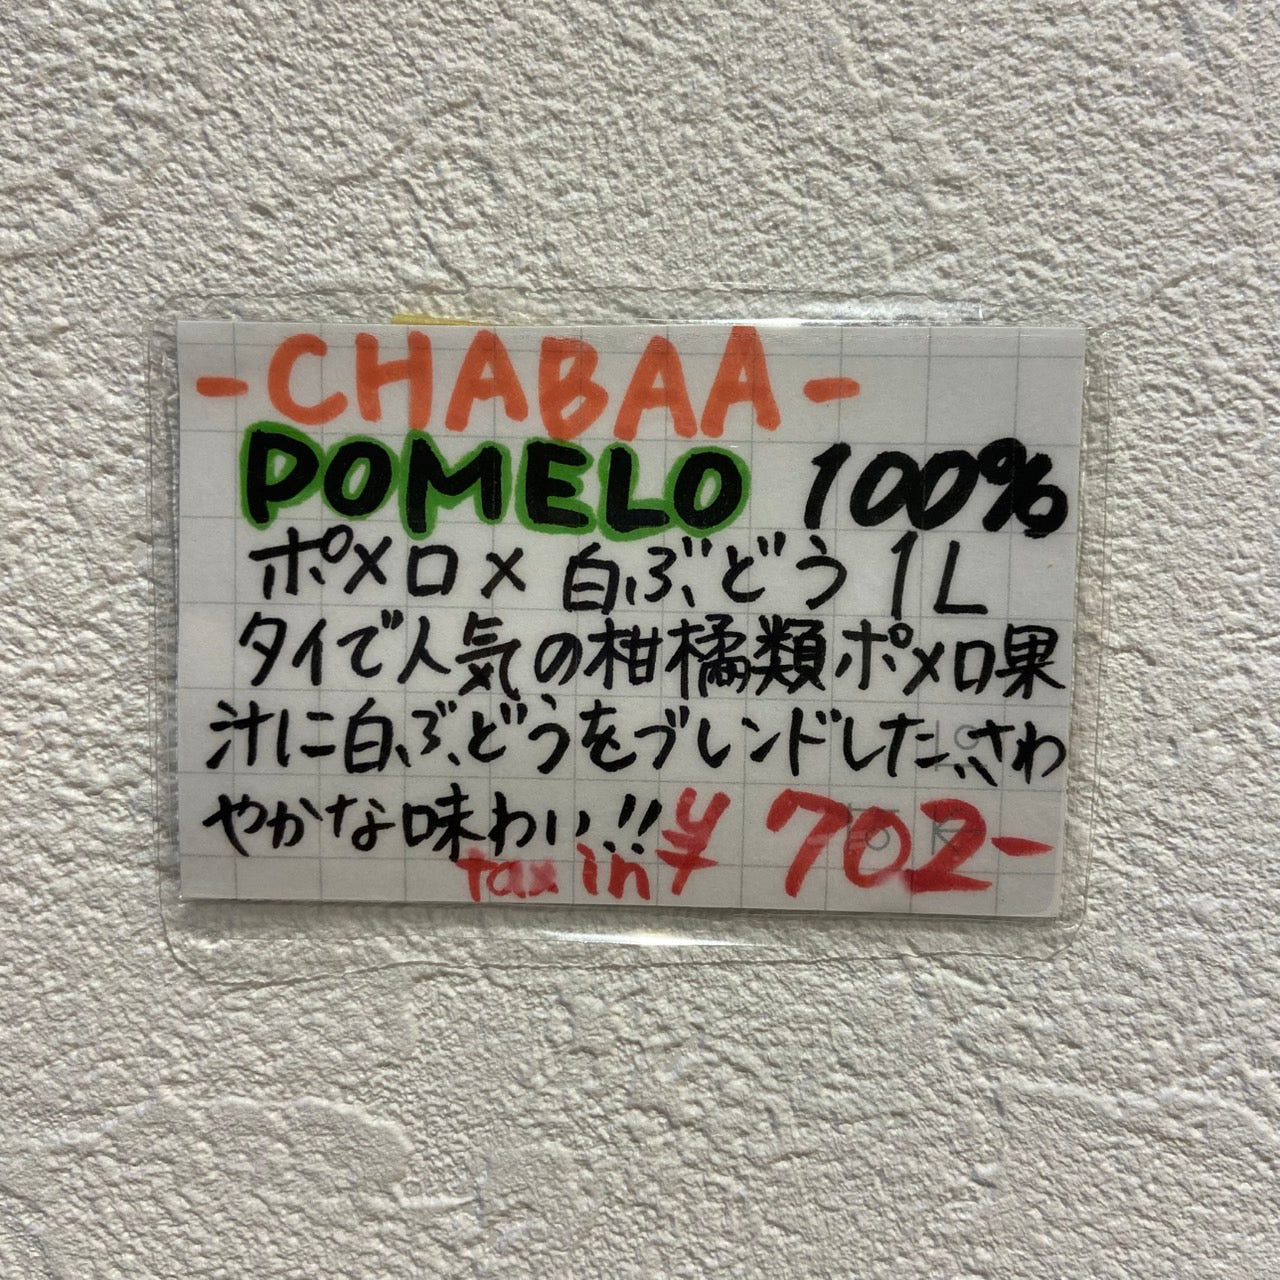 -CHABAA-
POMELO 100%
ポメロ×白ぶどう 1L
タイで人気の柑橘類ポメロ果
汁に白ぶどうをブレンドした、さわ
やかな味わい!!
tax in ¥702-